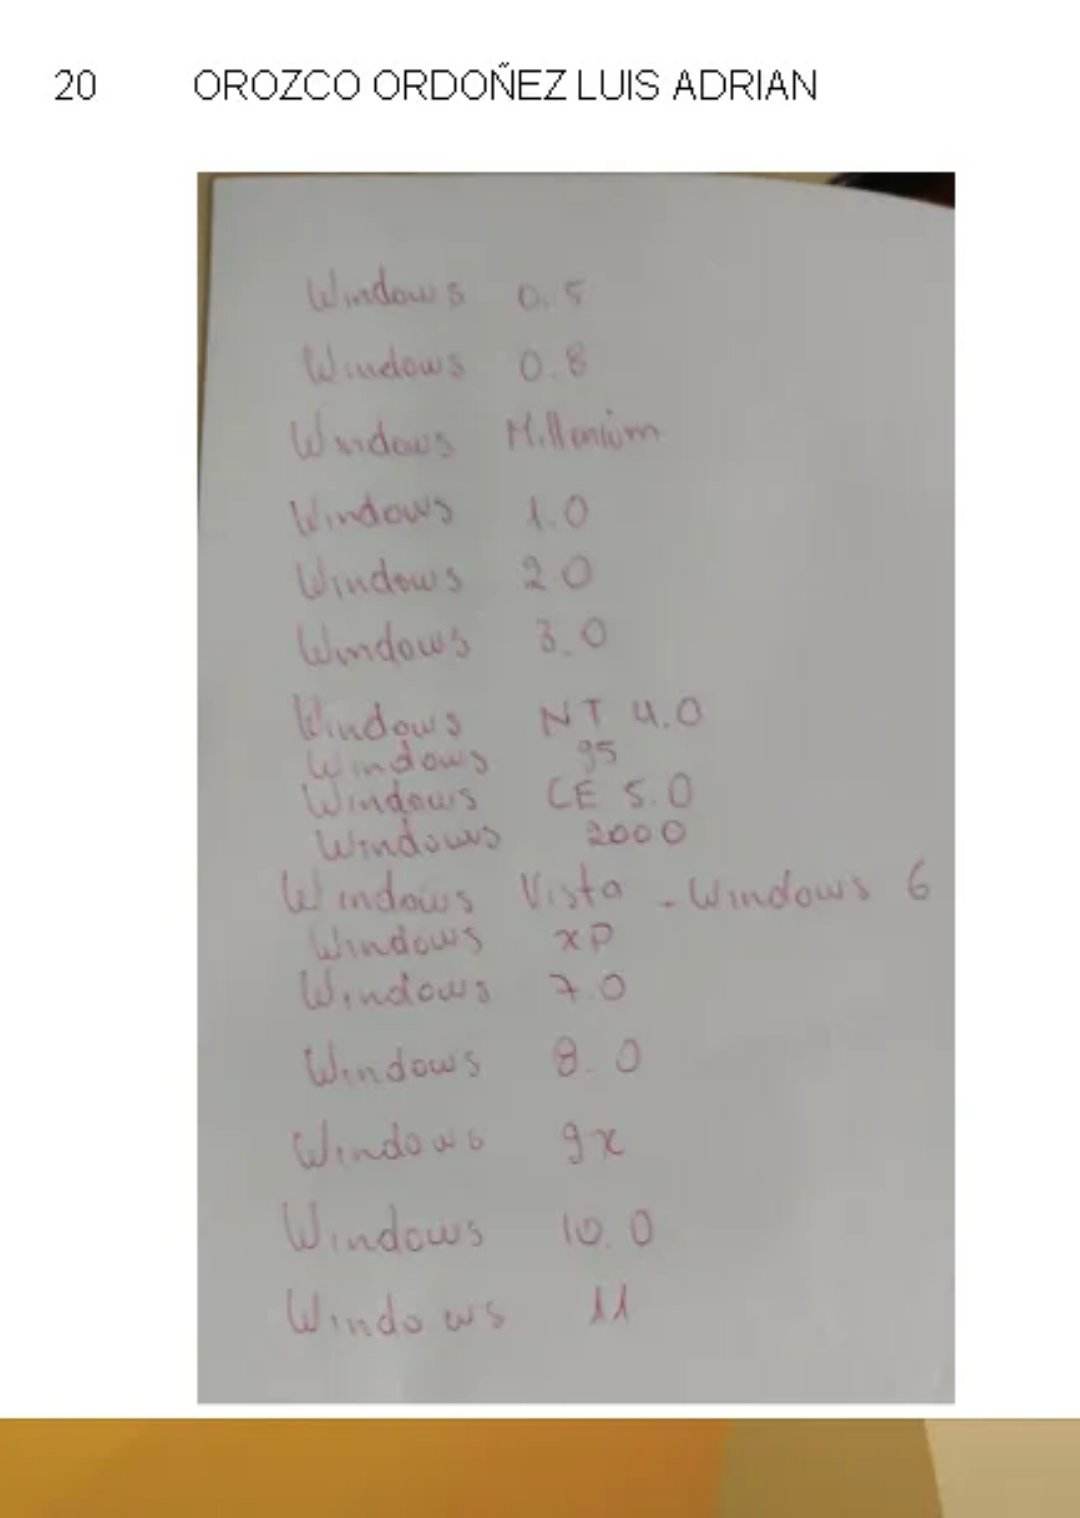 20 OROZCO ORDOÑEZ LUIS ADRIAN
Windows 0.5
Windows 0.8
Windows Millenium
Windows 1.0
Windows 2.0
Windows 3.0
Windows NT 4.0
Windows 95
Windows CE 5.0
Windows 2000
Windows Vista - Windows 6
Windows XP
Windows 7.0
Windows 8.0
Windows 9x
Windows 10.0
Windows 11